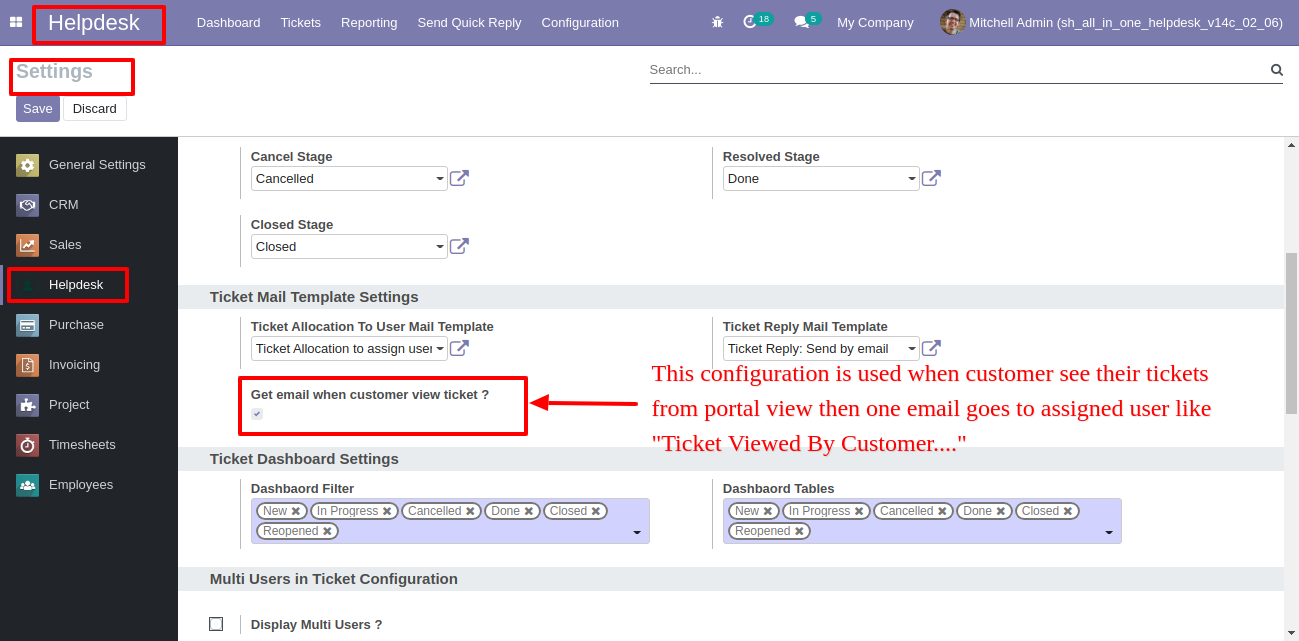 Helpdesk Dashboard Tickets Reporting Send Quick Reply Configuration 18 5 My Company Mitchell Admin (sh_all_in_one_helpdesk_v14c_02_06)
Settings
Search...
Save Discard
General Settings
CRM
Sales
Helpdesk
Purchase
Invoicing
Project
Timesheets
Employees
Cancel Stage Resolved Stage
Cancelled Done
Closed Stage
Closed
Ticket Mail Template Settings
Ticket Allocation To User Mail Template Ticket Reply Mail Template
Ticket Allocation to assign user Ticket Reply: Send by email
Get email when customer view ticket ?
This configuration is used when customer see their tickets
from portal view then one email goes to assigned user like
"Ticket Viewed By Customer...."
Ticket Dashboard Settings
Dashbaord Filter Dashbaord Tables
New In Progress Cancelled Done Closed New In Progress Cancelled Done Closed
Reopened Reopened
Multi Users in Ticket Configuration
Display Multi Users ?